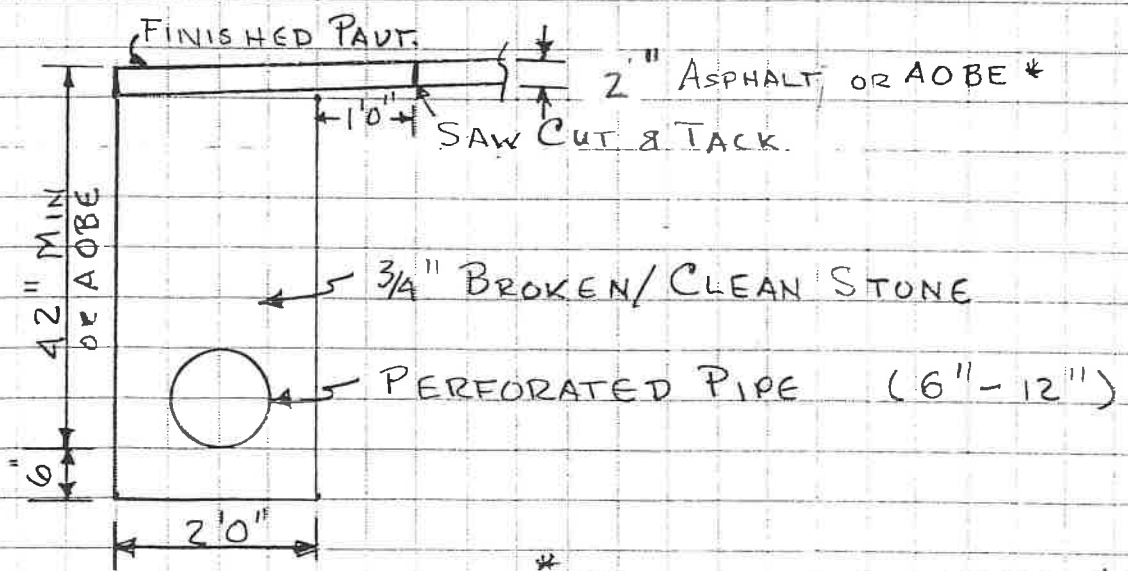 FINISHED PAVT.
2" ASPHALT, OR AOBE *
1'0"
SAW CUT & TACK.
42" MIN
OR AOBE
3/4" BROKEN/CLEAN STONE
PERFORATED PIPE (6"-12")
6"
2'0"
*